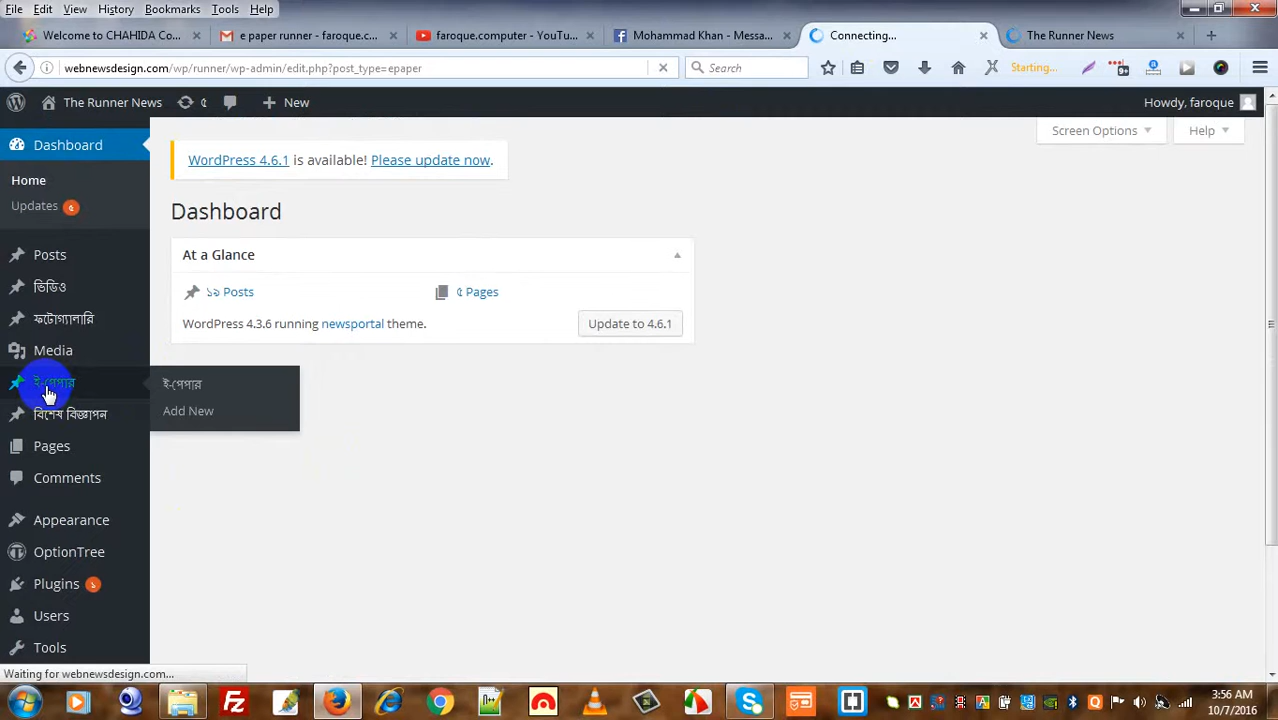 File Edit View History Bookmarks Tools Help
Welcome to CHAHIDA Co...
e paper runner - faroque.c...
faroque.computer - YouTu...
Mohammad Khan - Messa...
Connecting...
The Runner News
webnewsdesign.com/wp/runner/wp-admin/edit.php?post_type=epaper
Search
Starting...
The Runner News
৫
New
Howdy, faroque
Dashboard
Screen Options
Help
WordPress 4.6.1 is available! Please update now.
Home
Updates ৫
Dashboard
Posts
At a Glance
ভিডিও
১৯ Posts
৫ Pages
ফটোগ্যালারি
WordPress 4.3.6 running newsportal theme.
Update to 4.6.1
Media
ই-পেপার
ই-পেপার
Add New
বিশেষ বিজ্ঞাপন
Pages
Comments
Appearance
OptionTree
Plugins ১
Users
Tools
Waiting for webnewsdesign.com...
3:56 AM
10/7/2016